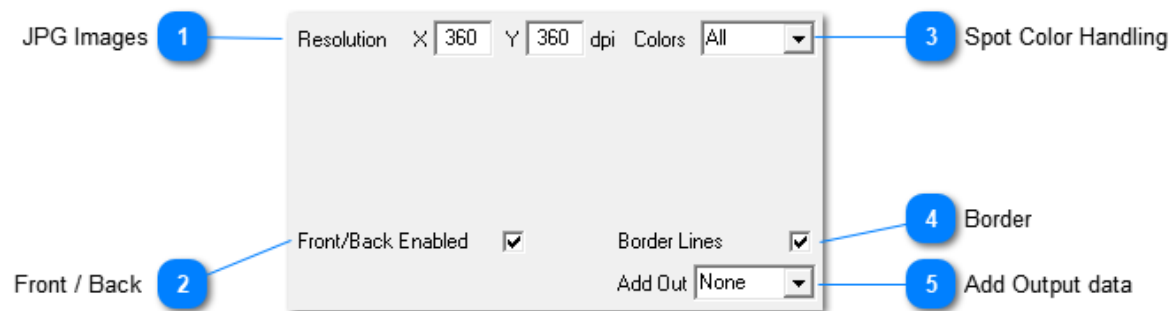 JPG Images 1 Resolution X 360 Y 360 dpi Colors All 3 Spot Color Handling
4 Border
Front/Back Enabled Border Lines
Front / Back 2 Add Out None 5 Add Output data